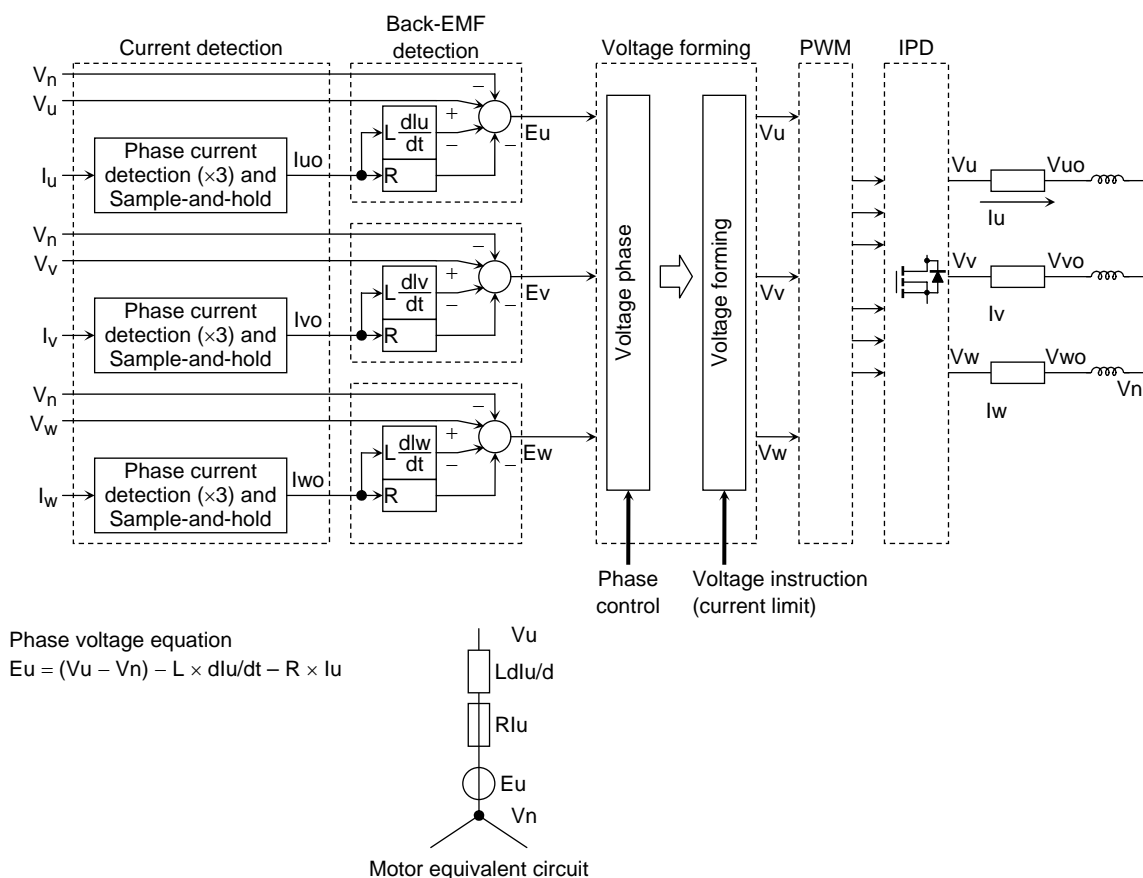 Current detection
Back-EMF
detection
Voltage forming
PWM
IPD
Vn
Vu
Iu
Phase current
detection (×3) and
Sample-and-hold
Iuo
L dIu
dt
R
−
+
−
−
Eu
Vn
Vv
Iv
Phase current
detection (×3) and
Sample-and-hold
Ivo
L dIv
dt
R
−
+
−
−
Ev
Vn
Vw
Iw
Phase current
detection (×3) and
Sample-and-hold
Iwo
L dIw
dt
R
−
+
−
−
Ew
Voltage phase
Voltage forming
Vu
Vv
Vw
Vu
Vuo
Iu
Vv
Vvo
Iv
Vw
Vwo
Iw
Vn
Phase
control
Voltage instruction
(current limit)
Phase voltage equation
Eu = (Vu − Vn) − L × dIu/dt – R × Iu
Vu
LdIu/d
RIu
Eu
Vn
Motor equivalent circuit